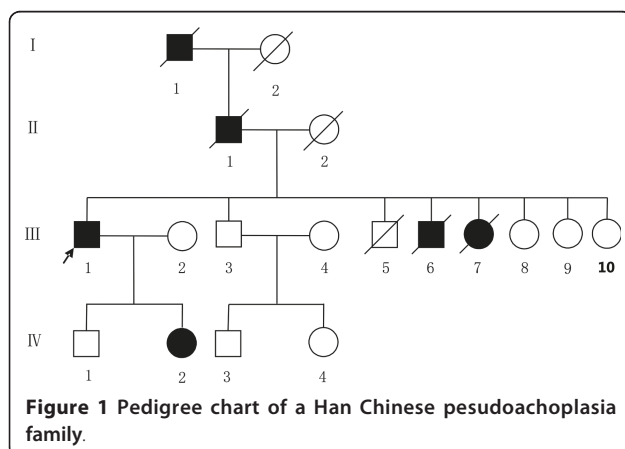 I
1 2
II
1 2
III
1 2 3 4 5 6 7 8 9 10
IV
1 2 3 4
Figure 1 Pedigree chart of a Han Chinese pesudoachoplasia
family.